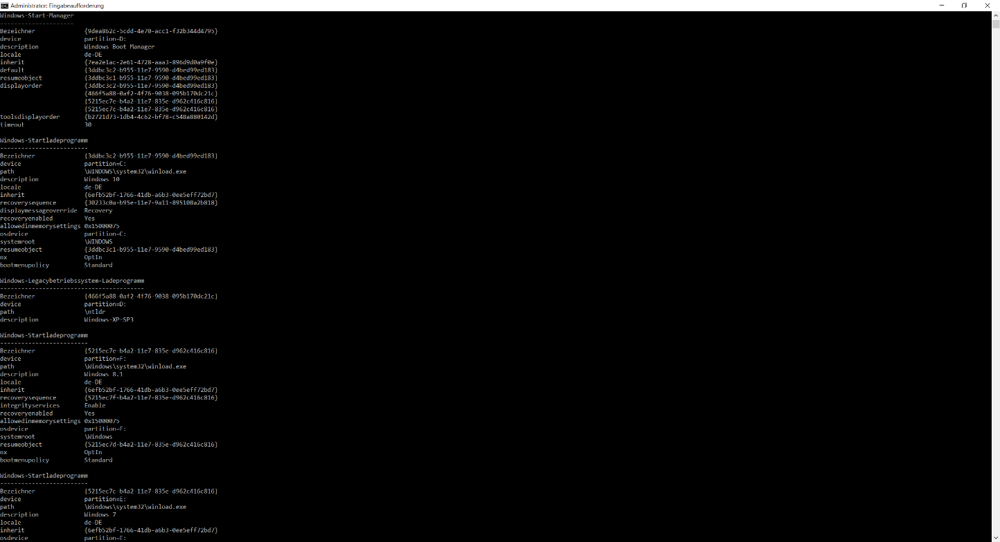 Administrator: Eingabeaufforderung
Windows-Start-Manager
---------------------
Bezeichner              {9dea862c-5cdd-4e70-acc1-f32b344d4795}
device                  partition=D:
description             Windows Boot Manager
locale                  de-DE
inherit                 {7ea2e1ac-2e61-4728-aaa3-896d9d0a9f0e}
default                 {3ddbc3c2-b955-11e7-9590-d4bed99ed183}
resumeobject            {3ddbc3c1-b955-11e7-9590-d4bed99ed183}
displayorder            {3ddbc3c2-b955-11e7-9590-d4bed99ed183}
                        {466f5a88-0af2-4f76-9038-095b170dc21c}
                        {5215ec7e-b4a2-11e7-835e-d962c416c816}
                        {5215ec7c-b4a2-11e7-835e-d962c416c816}
toolsdisplayorder       {b2721d73-1db4-4c62-bf78-c548a880142d}
timeout                 30

Windows-Startladeprogramm
-------------------------
Bezeichner              {3ddbc3c2-b955-11e7-9590-d4bed99ed183}
device                  partition=C:
path                    \WINDOWS\system32\winload.exe
description             Windows 10
locale                  de-DE
inherit                 {6efb52bf-1766-41db-a6b3-0ee5eff72bd7}
recoverysequence        {30233c0a-b95e-11e7-9a11-895108a2b818}
displaymessageoverride  Recovery
recoveryenabled         Yes
allowedinmemorysettings 0x15000075
osdevice                partition=C:
systemroot              \WINDOWS
resumeobject            {3ddbc3c1-b955-11e7-9590-d4bed99ed183}
nx                      OptIn
bootmenupolicy          Standard

Windows-Legacybetriebssystem-Ladeprogramm
-----------------------------------------
Bezeichner              {466f5a88-0af2-4f76-9038-095b170dc21c}
device                  partition=D:
path                    \ntldr
description             Windows-XP-SP3

Windows-Startladeprogramm
-------------------------
Bezeichner              {5215ec7e-b4a2-11e7-835e-d962c416c816}
device                  partition=F:
path                    \Windows\system32\winload.exe
description             Windows 8.1
locale                  de-DE
inherit                 {6efb52bf-1766-41db-a6b3-0ee5eff72bd7}
recoverysequence        {5215ec7f-b4a2-11e7-835e-d962c416c816}
integrityservices       Enable
recoveryenabled         Yes
allowedinmemorysettings 0x15000075
osdevice                partition=F:
systemroot              \Windows
resumeobject            {5215ec7d-b4a2-11e7-835e-d962c416c816}
nx                      OptIn
bootmenupolicy          Standard

Windows-Startladeprogramm
-------------------------
Bezeichner              {5215ec7c-b4a2-11e7-835e-d962c416c816}
device                  partition=E:
path                    \Windows\system32\winload.exe
description             Windows 7
locale                  de-DE
inherit                 {6efb52bf-1766-41db-a6b3-0ee5eff72bd7}
osdevice                partition=E: